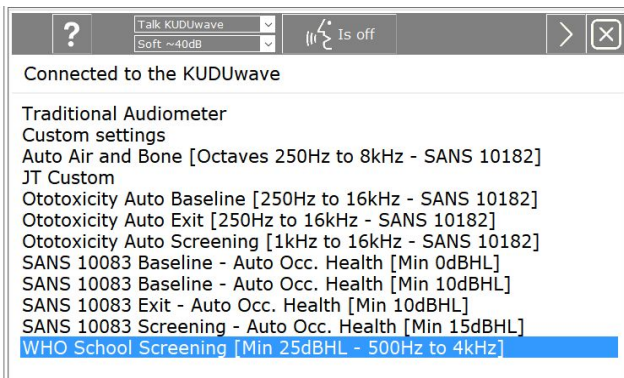 ?
Talk KUDUwave
Soft ~40dB
Is off
Connected to the KUDUwave
Traditional Audiometer
Custom settings
Auto Air and Bone [Octaves 250Hz to 8kHz - SANS 10182]
JT Custom
Ototoxicity Auto Baseline [250Hz to 16kHz - SANS 10182]
Ototoxicity Auto Exit [250Hz to 16kHz - SANS 10182]
Ototoxicity Auto Screening [1kHz to 16kHz - SANS 10182]
SANS 10083 Baseline - Auto Occ. Health [Min 0dBHL]
SANS 10083 Baseline - Auto Occ. Health [Min 10dBHL]
SANS 10083 Exit - Auto Occ. Health [Min 10dBHL]
SANS 10083 Screening - Auto Occ. Health [Min 15dBHL]
WHO School Screening [Min 25dBHL - 500Hz to 4kHz]